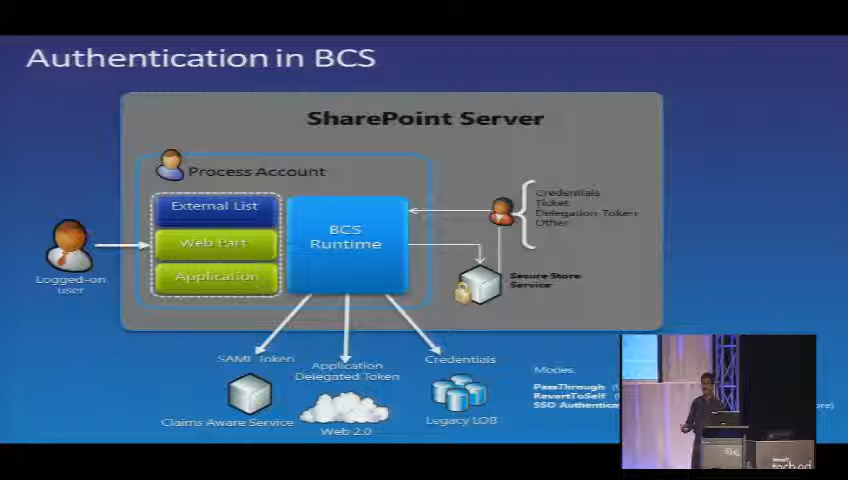 Authentication in BCS
SharePoint Server
Process Account
External List
Web Part
Application
BCS
Runtime
Credentials
Ticket
Delegation Token
Other
Logged-on
user
Secure Store
Service
SAML Token
Application
Delegated Token
Credentials
Claims Aware Service
Web 2.0
Legacy LOB
Modes:
PassThrough
RevertToSelf
SSO
tech.ed